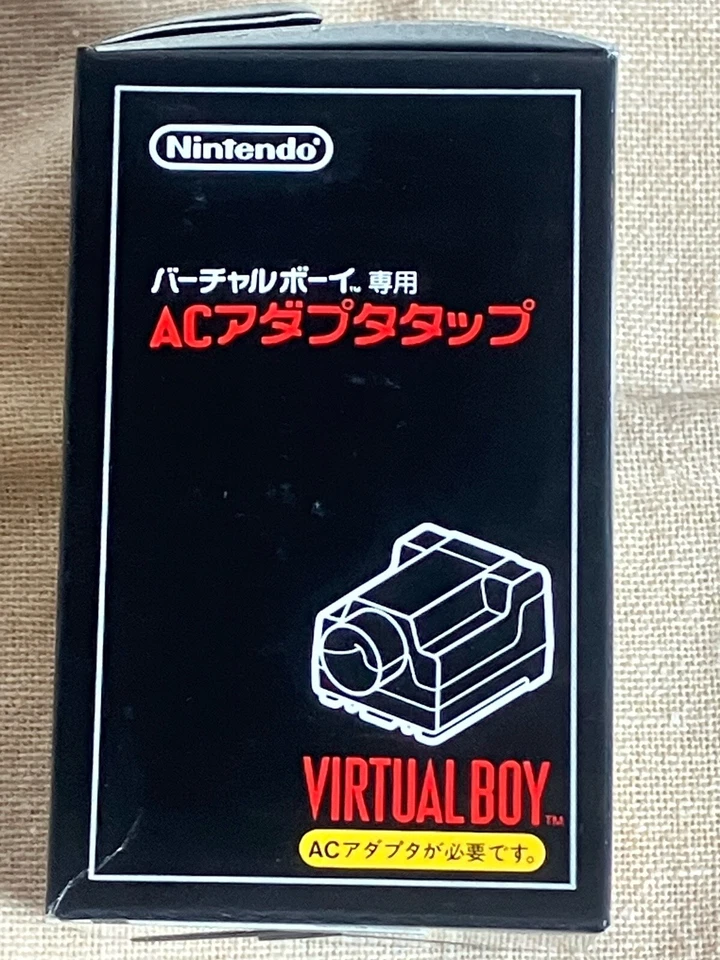 Nintendo®
バーチャルボーイ™専用
ACアダプタタップ
VIRTUAL BOY™
ACアダプタが必要です。